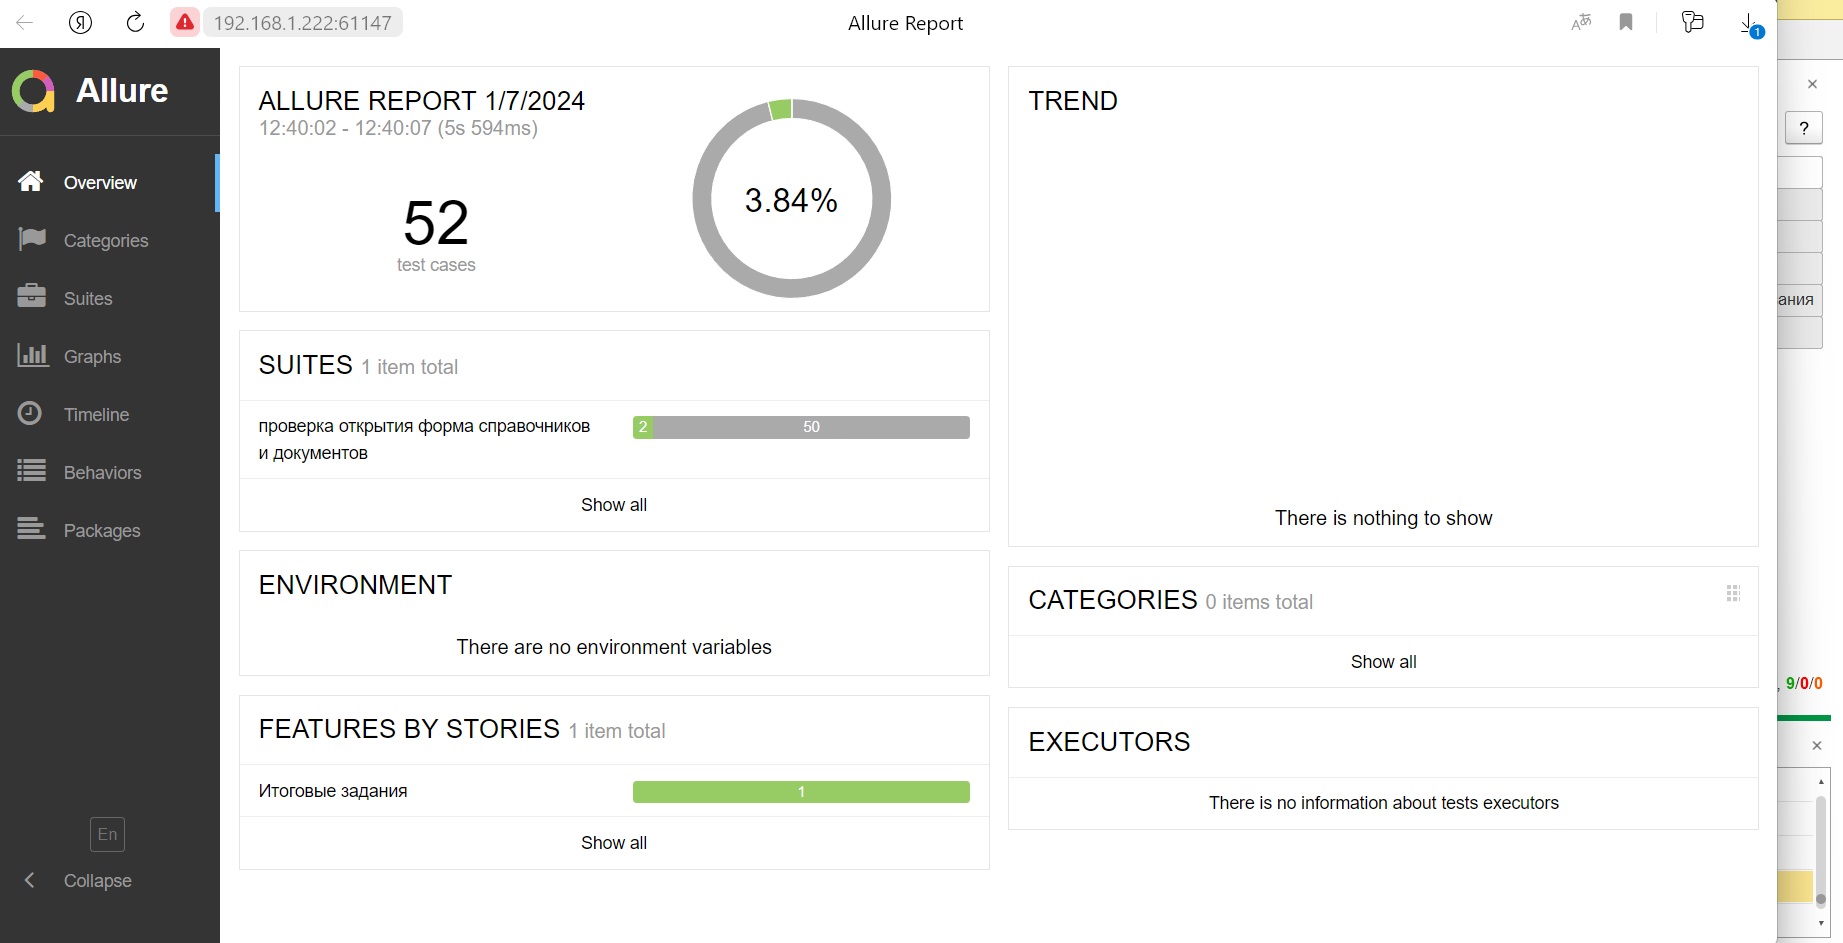 192.168.1.222:61147
Allure Report
1
Allure
Overview
Categories
Suites
Graphs
Timeline
Behaviors
Packages
En
Collapse
ALLURE REPORT 1/7/2024
12:40:02 - 12:40:07 (5s 594ms)
52
test cases
3.84%
SUITES 1 item total
проверка открытия форма справочников
и документов
2
50
Show all
ENVIRONMENT
There are no environment variables
FEATURES BY STORIES 1 item total
Итоговые задания
1
Show all
TREND
There is nothing to show
CATEGORIES 0 items total
Show all
EXECUTORS
There is no information about tests executors
?
ания
, 9/0/0